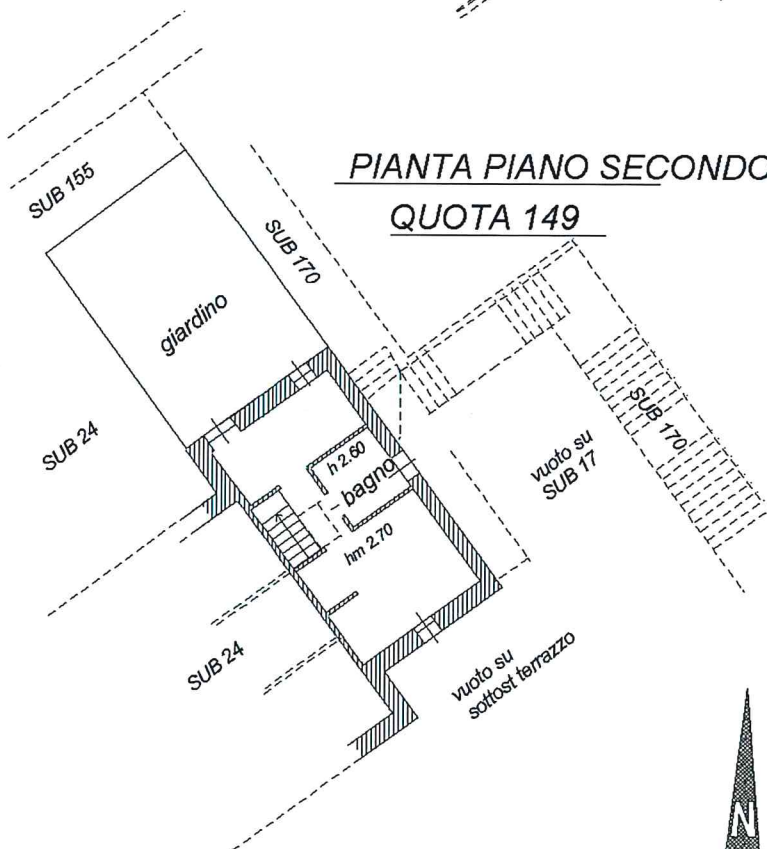 PIANTA PIANO SECONDO
QUOTA 149
SUB 155
SUB 170
giardino
SUB 24
h 2.60
bagno
hm 2.70
vuoto su
SUB 17
SUB 170
SUB 24
vuoto su
sottost terrazzo
N